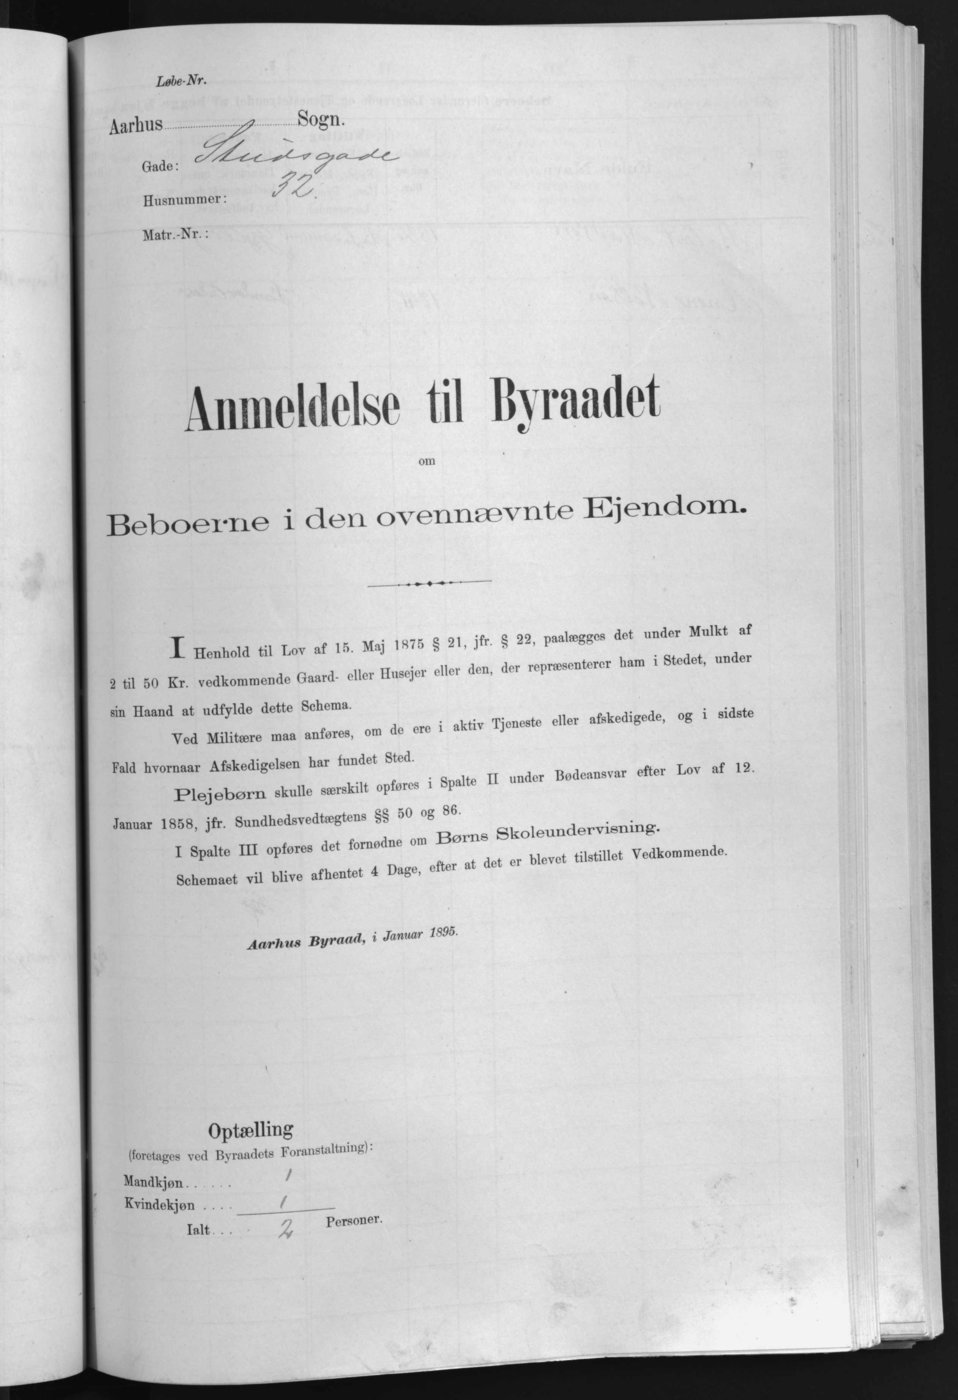 Løbe-Nr.
Aarhus Sogn.
Gade: Studsgade
Husnummer: 32.
Matr.-Nr.:
Anmeldelse til Byraadet
om
Beboerne i den ovennævnte Ejendom.
I Henhold til Lov af 15. Maj 1875 § 21, jfr. § 22, paalægges det under Mulkt af
2 til 50 Kr. vedkommende Gaard- eller Husejer eller den, der repræsenterer ham i Stedet, under
sin Haand at udfylde dette Schema.
Ved Militære maa anføres, om de ere i aktiv Tjeneste eller afskedigede, og i sidste
Fald hvornaar Afskedigelsen har fundet Sted.
Plejebørn skulle særskilt opføres i Spalte II under Bødeansvar efter Lov af 12.
Januar 1858, jfr. Sundhedsvedtægtens §§ 50 og 86.
I Spalte III opføres det fornødne om Børns Skoleundervisning.
Schemaet vil blive afhentet 4 Dage, efter at det er blevet tilstillet Vedkommende.
Aarhus Byraad, i Januar 1895.
Optælling
(foretages ved Byraadets Foranstaltning):
Mandkjøn...... 1
Kvindekjøn .... 1
Ialt... 2 Personer.